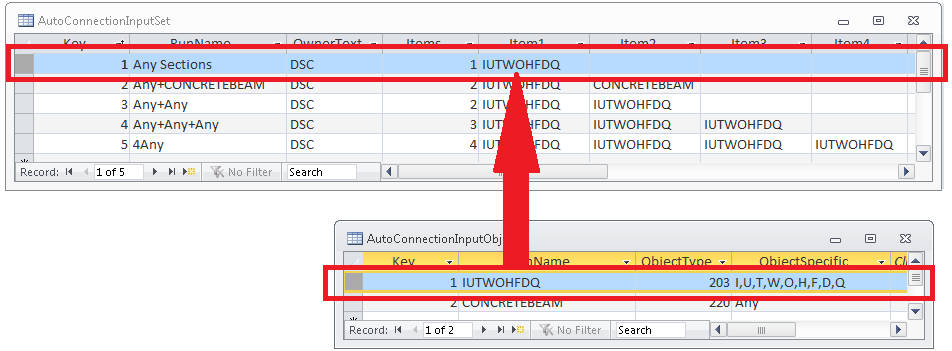 AutoConnectionInputSet
Key RunName OwnerText Items Item1 Item2 Item3 Item4
1 Any Sections DSC 1 IUTWOHFDQ
2 Any+CONCRETEBEAM DSC 2 IUTWOHFDQ CONCRETEBEAM
3 Any+Any DSC 2 IUTWOHFDQ IUTWOHFDQ
4 Any+Any+Any DSC 3 IUTWOHFDQ IUTWOHFDQ IUTWOHFDQ
5 4Any DSC 4 IUTWOHFDQ IUTWOHFDQ IUTWOHFDQ IUTWOHFDQ
Record: 1 of 5 No Filter Search
AutoConnectionInputObj
Key RunName ObjectType ObjectSpecific
1 IUTWOHFDQ 203 I,U,T,W,O,H,F,D,Q
2 CONCRETEBEAM 220 Any
Record: 1 of 2 No Filter Search